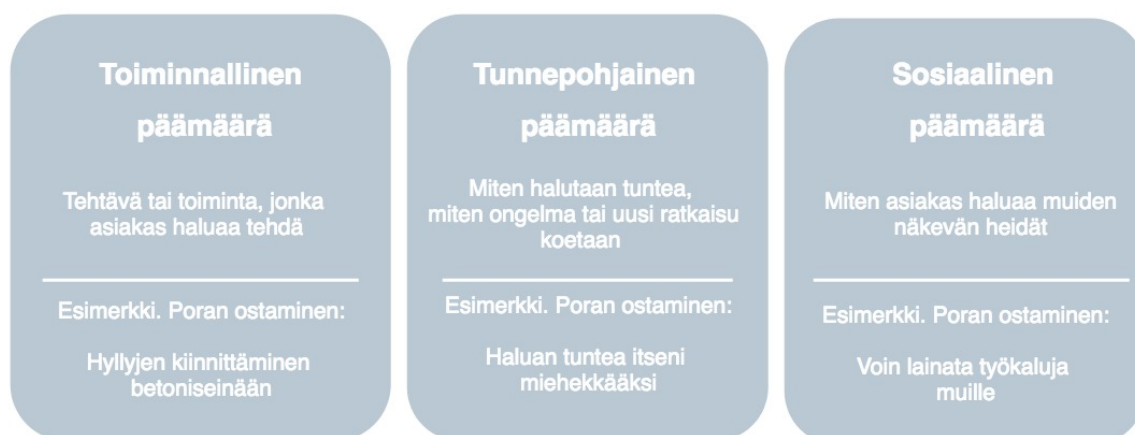 Toiminnallinen
päämäärä
Tehtävä tai toiminta, jonka
asiakas haluaa tehdä
Esimerkki. Poran ostaminen:
Hyllyjen kiinnittäminen
betoniseinään
Tunnepohjainen
päämäärä
Miten halutaan tuntea,
miten ongelma tai uusi ratkaisu
koetaan
Esimerkki. Poran ostaminen:
Haluan tuntea itseni
miehekkääksi
Sosiaalinen
päämäärä
Miten asiakas haluaa muiden
näkevän heidät
Esimerkki. Poran ostaminen:
Voin lainata työkaluja
muille